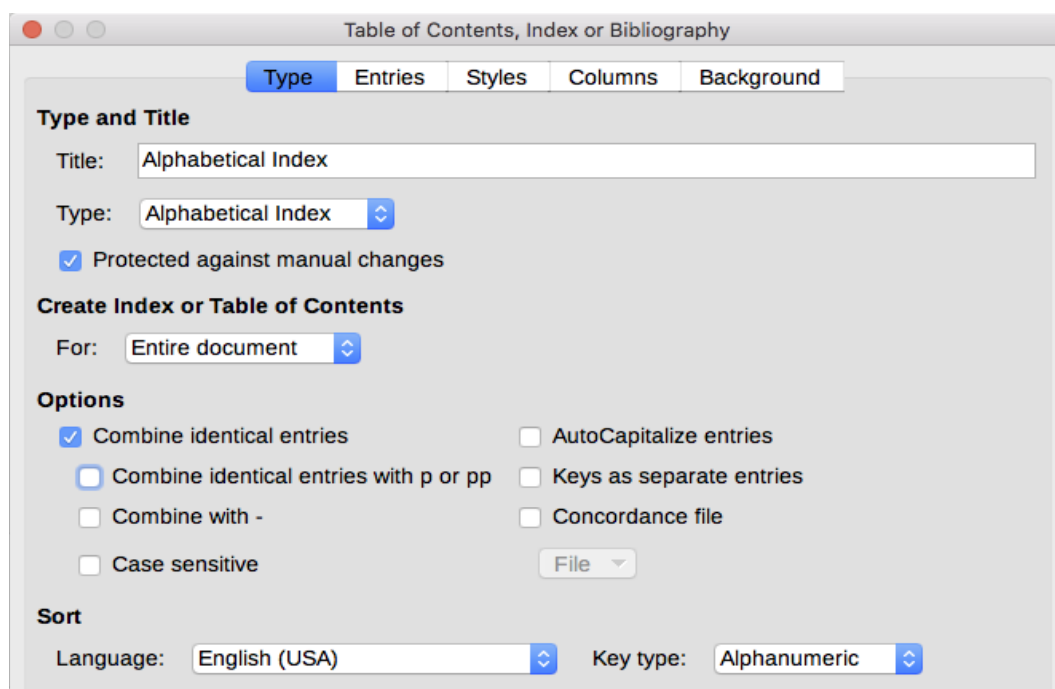 Table of Contents, Index or Bibliography
Type Entries Styles Columns Background
Type and Title
Title: Alphabetical Index
Type: Alphabetical Index
Protected against manual changes
Create Index or Table of Contents
For: Entire document
Options
Combine identical entries AutoCapitalize entries
Combine identical entries with p or pp Keys as separate entries
Combine with - Concordance file
Case sensitive File
Sort
Language: English (USA) Key type: Alphanumeric